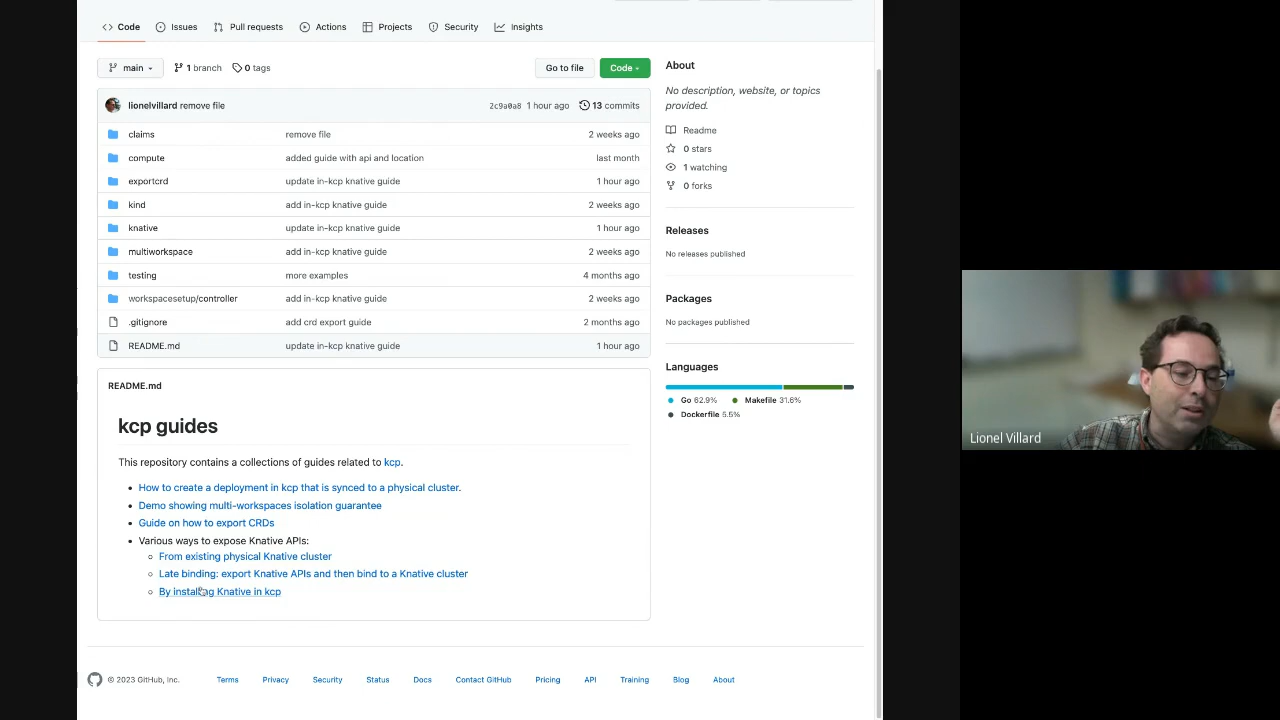 Code Issues Pull requests Actions Projects Security Insights
main 1 branch 0 tags Go to file Code
lionelvillard remove file 2c9a0a8 1 hour ago 13 commits
claims remove file 2 weeks ago
compute added guide with api and location last month
exportcrd update in-kcp knative guide 1 hour ago
kind add in-kcp knative guide 2 weeks ago
knative update in-kcp knative guide 1 hour ago
multiworkspace add in-kcp knative guide 2 weeks ago
testing more examples 4 months ago
workspacesetup/controller add in-kcp knative guide 2 weeks ago
.gitignore add crd export guide 2 months ago
README.md update in-kcp knative guide 1 hour ago
README.md
kcp guides
This repository contains a collections of guides related to kcp.
How to create a deployment in kcp that is synced to a physical cluster.
Demo showing multi-workspaces isolation guarantee
Guide on how to export CRDs
Various ways to expose Knative APIs:
From existing physical Knative cluster
Late binding: export Knative APIs and then bind to a Knative cluster
By installing Knative in kcp
About
No description, website, or topics
provided.
Readme
0 stars
1 watching
0 forks
Releases
No releases published
Packages
No packages published
Languages
Go 62.9% Makefile 31.6%
Dockerfile 5.5%
© 2023 GitHub, Inc. Terms Privacy Security Status Docs Contact GitHub Pricing API Training Blog About
Lionel Villard